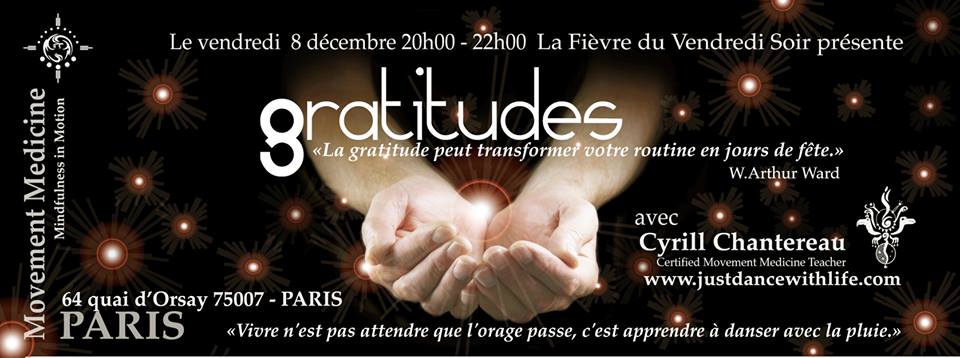 Le vendredi 8 décembre 20h00 - 22h00 La Fièvre du Vendredi Soir présente
gratitudes
«La gratitude peut transformer votre routine en jours de fête.»
W.Arthur Ward
Movement Medicine
Mindfulness in Motion
avec
Cyrill Chantereau
Certified Movement Medicine Teacher
www.justdancewithlife.com
64 quai d'Orsay 75007 - PARIS
PARIS
«Vivre n'est pas attendre que l'orage passe, c'est apprendre à danser avec la pluie.»